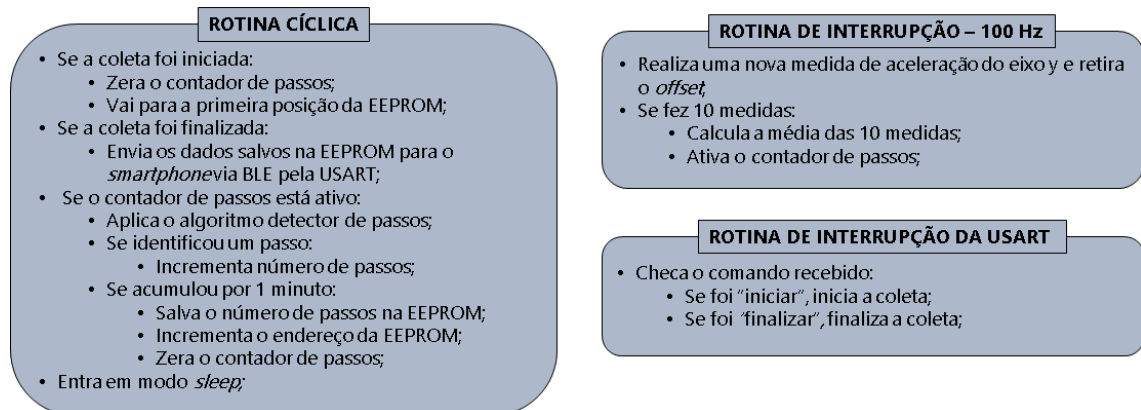 ROTINA CÍCLICA
• Se a coleta foi iniciada:
• Zera o contador de passos;
• Vai para a primeira posição da EEPROM;
• Se a coleta foi finalizada:
• Envia os dados salvos na EEPROM para o
smartphone via BLE pela USART;
• Se o contador de passos está ativo:
• Aplica o algoritmo detector de passos;
• Se identificou um passo:
• Incrementa número de passos;
• Se acumulou por 1 minuto:
• Salva o número de passos na EEPROM;
• Incrementa o endereço da EEPROM;
• Zera o contador de passos;
• Entra em modo sleep;
ROTINA DE INTERRUPÇÃO – 100 Hz
• Realiza uma nova medida de aceleração do eixo y e retira
o offset;
• Se fez 10 medidas:
• Calcula a média das 10 medidas;
• Ativa o contador de passos;
ROTINA DE INTERRUPÇÃO DA USART
• Checa o comando recebido:
• Se foi "iniciar", inicia a coleta;
• Se foi "finalizar", finaliza a coleta;